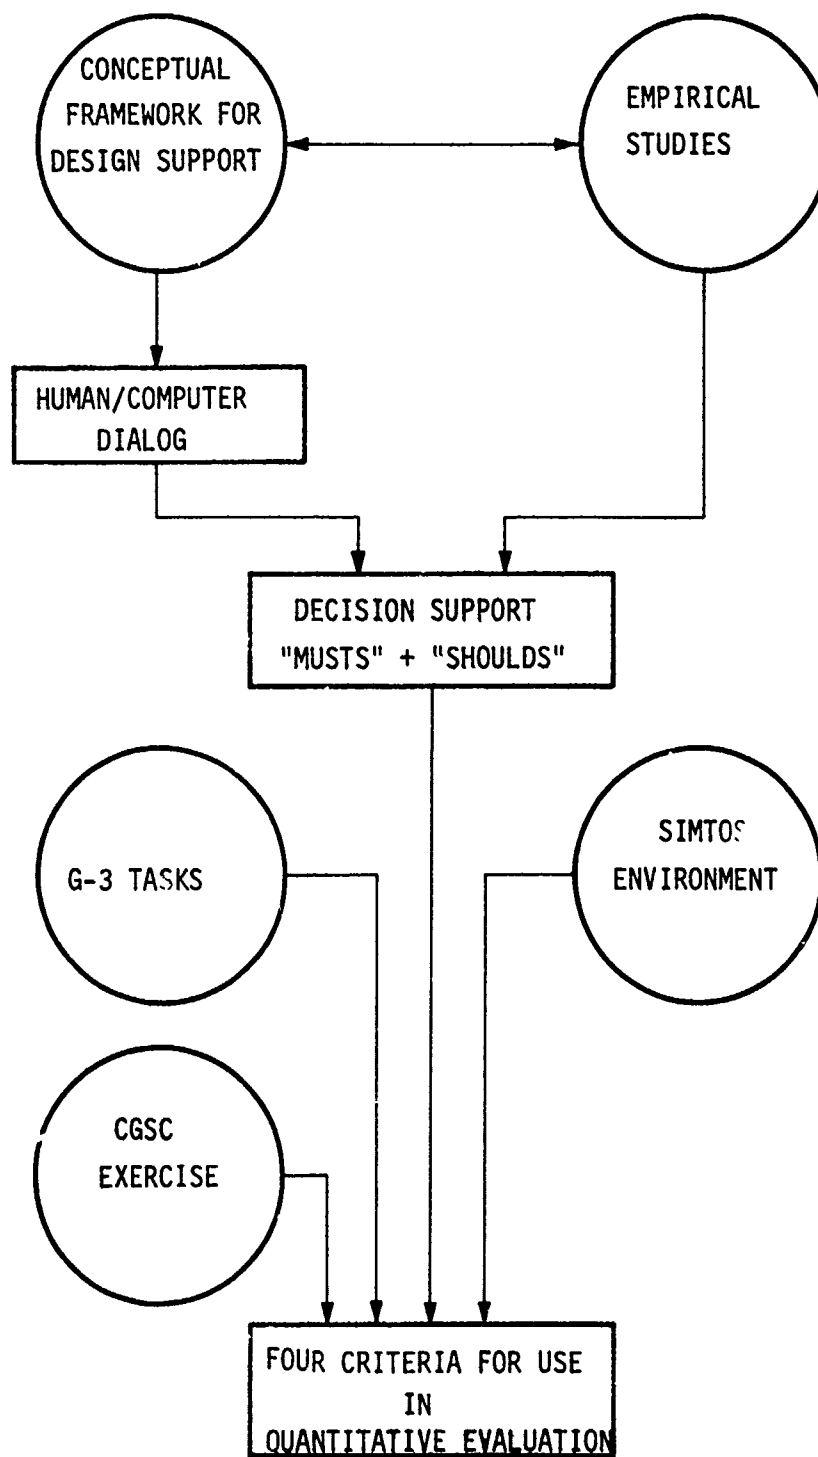 CONCEPTUAL
FRAMEWORK FOR
DESIGN SUPPORT
EMPIRICAL
STUDIES
HUMAN/COMPUTER
DIALOG
DECISION SUPPORT
"MUSTS" + "SHOULDS"
G-3 TASKS
SIMTOS
ENVIRONMENT
CGSC
EXERCISE
FOUR CRITERIA FOR USE
IN
QUANTITATIVE EVALUATION